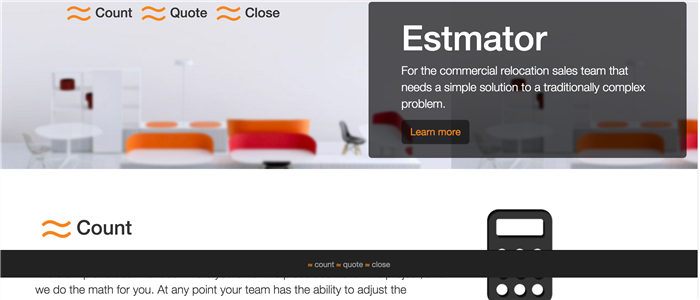 ≈ Count ≈ Quote ≈ Close
Estmator
For the commercial relocation sales team that
needs a simple solution to a traditionally complex
problem.
Learn more
≈ Count
≈ count ≈ quote ≈ close
we do the math for you. At any point your team has the ability to adjust the